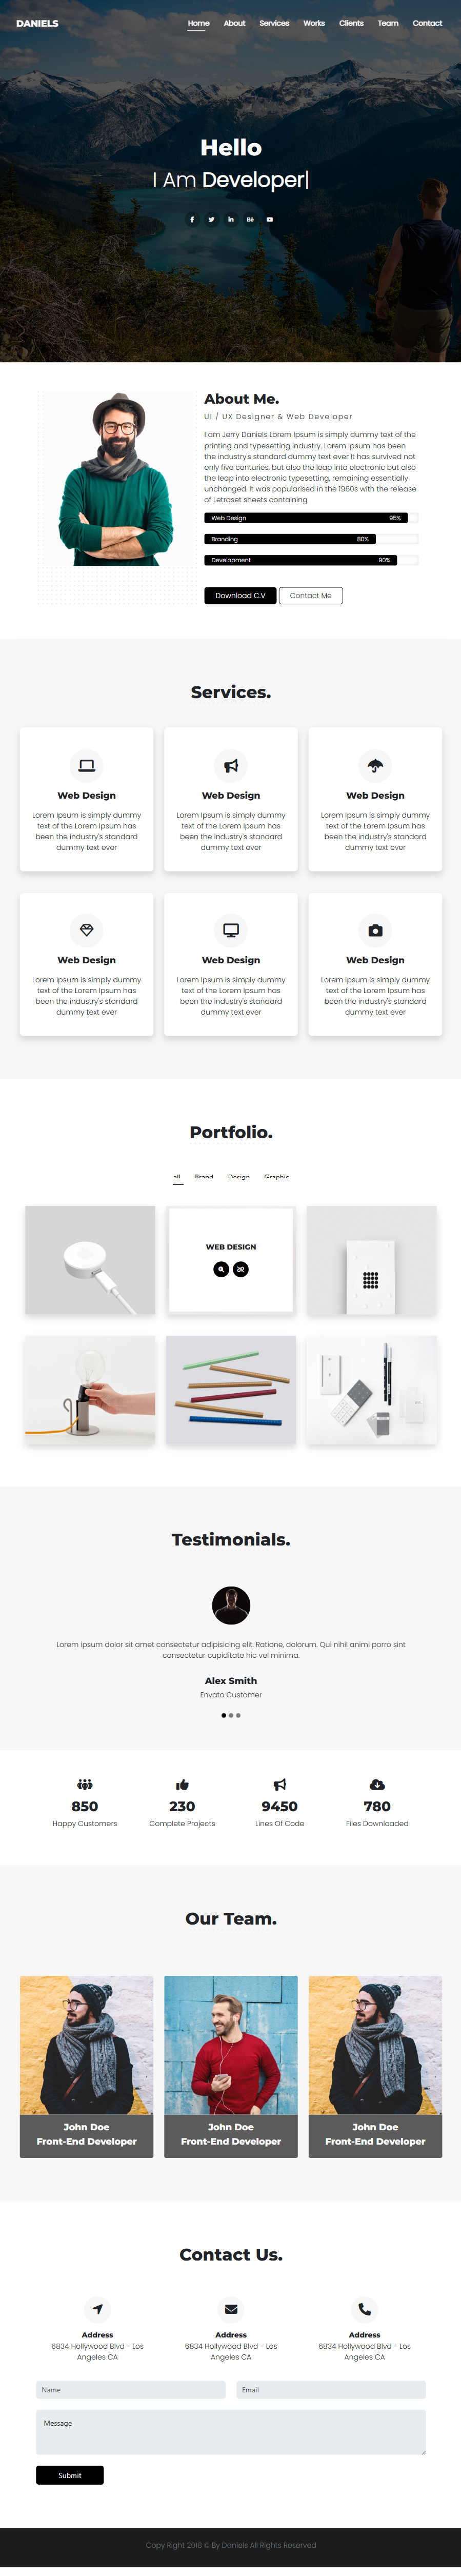 DANIELS
Home About Services Works Clients Team Contact
Hello
I Am Developer|
About Me.
UI / UX Designer & Web Developer
I am Jerry Daniels Lorem Ipsum is simply dummy text of the
printing and typesetting industry. Lorem Ipsum has been
the industry's standard dummy text ever It has survived not
only five centuries, but also the leap into electronic but also
the leap into electronic typesetting, remaining essentially
unchanged. It was popularised in the 1960s with the release
of Letraset sheets containing
Web Design 95%
Branding 80%
Development 90%
Download C.V Contact Me
Services.
Web Design
Lorem Ipsum is simply dummy
text of the Lorem Ipsum has
been the industry's standard
dummy text ever
Web Design
Lorem Ipsum is simply dummy
text of the Lorem Ipsum has
been the industry's standard
dummy text ever
Web Design
Lorem Ipsum is simply dummy
text of the Lorem Ipsum has
been the industry's standard
dummy text ever
Web Design
Lorem Ipsum is simply dummy
text of the Lorem Ipsum has
been the industry's standard
dummy text ever
Web Design
Lorem Ipsum is simply dummy
text of the Lorem Ipsum has
been the industry's standard
dummy text ever
Web Design
Lorem Ipsum is simply dummy
text of the Lorem Ipsum has
been the industry's standard
dummy text ever
Portfolio.
all Brand Design Graphic
WEB DESIGN
Testimonials.
Lorem ipsum dolor sit amet consectetur adipisicing elit. Ratione, dolorum. Qui nihil animi porro sint
consectetur cupiditate hic vel minima.
Alex Smith
Envato Customer
850 230 9450 780
Happy Customers Complete Projects Lines Of Code Files Downloaded
Our Team.
John Doe
Front-End Developer
John Doe
Front-End Developer
John Doe
Front-End Developer
Contact Us.
Address
6834 Hollywood Blvd - Los
Angeles CA
Address
6834 Hollywood Blvd - Los
Angeles CA
Address
6834 Hollywood Blvd - Los
Angeles CA
Name Email
Message
Submit
Copy Right 2018 © By Daniels All Rights Reserved